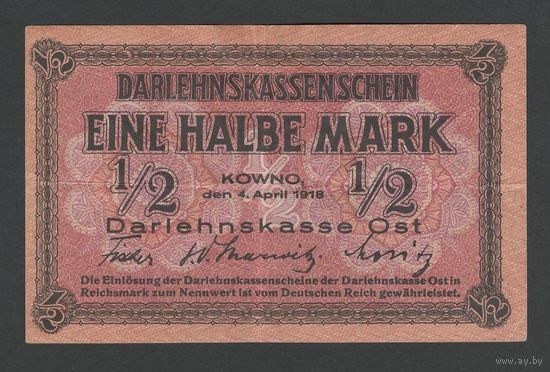 1/2 1/2
DARLEHNSKASSENSCHEIN
EINE HALBE MARK
1/2 KOWNO, 1/2
den 4. April 1918
Darlehnskasse Ost
Die Einlösung der Darlehnskassenscheine der Darlehnskasse Ost in
Reichsmark zum Nennwert ist vom Deutschen Reich gewährleistet.
1/2 1/2
www.ay.by